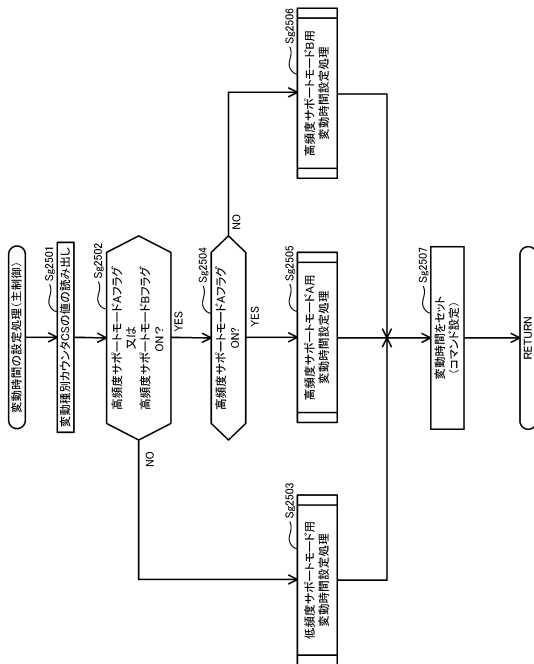 変動時間の設定処理(主制御)
Sg2501
変動種別カウンタCSの値の読み出し
Sg2502
高頻度サポートモードAフラグ
又は
高頻度サポートモードBフラグ
ON?
NO
YES
Sg2504
高頻度サポートモードAフラグ
ON?
NO
YES
Sg2503
低頻度サポートモード用
変動時間設定処理
Sg2505
高頻度サポートモードA用
変動時間設定処理
Sg2506
高頻度サポートモードB用
変動時間設定処理
Sg2507
変動時間をセット
(コマンド設定)
RETURN